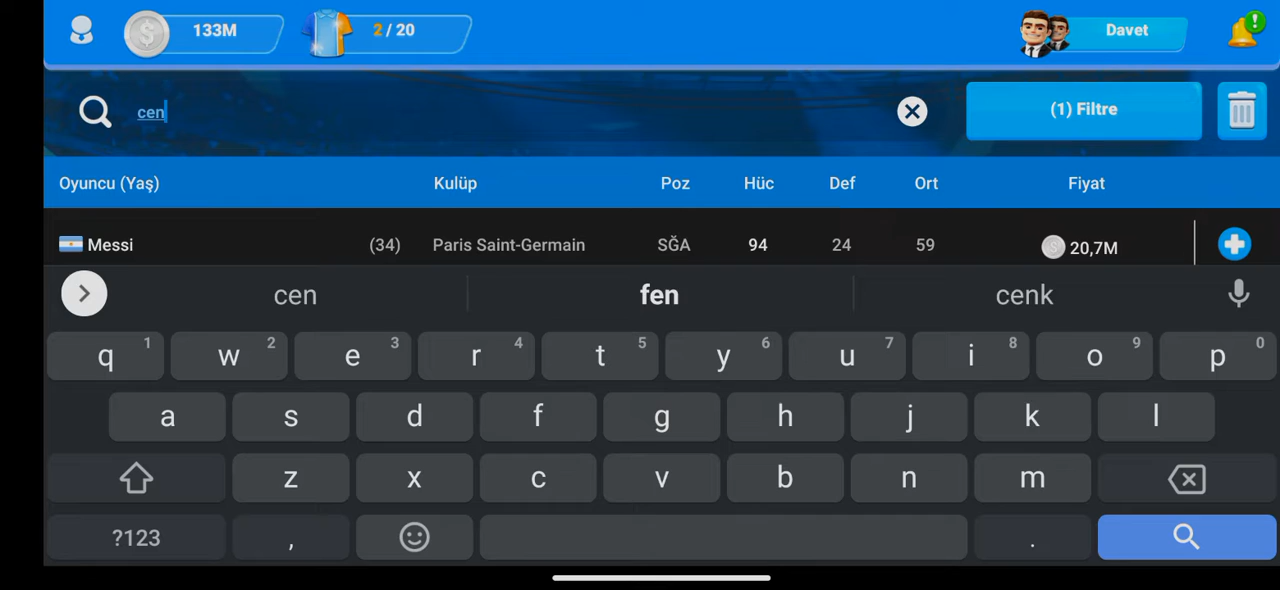 133M
2 / 20
Davet
!
cen
(1) Filtre
Oyuncu (Yaş) Kulüp Poz Hüc Def Ort Fiyat
Messi (34) Paris Saint-Germain SĞA 94 24 59 20,7M
cen fen cenk
q 1 w 2 e 3 r 4 t 5 y 6 u 7 i 8 o 9 p 0
a s d f g h j k l
z x c v b n m
?123 , .